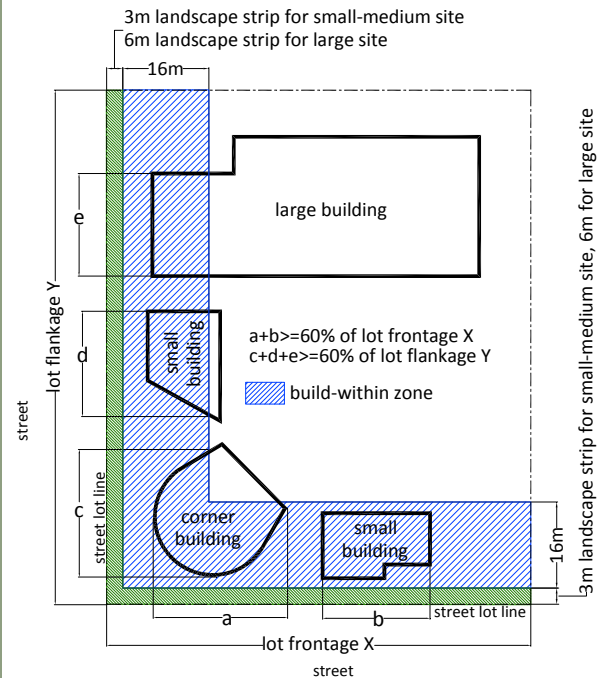 3m landscape strip for small-medium site
6m landscape strip for large site
16m
large building
e
lot flankage Y
3m landscape strip for small-medium site, 6m for large site
small
building
d
a+b>=60% of lot frontage X
c+d+e>=60% of lot flankage Y
build-within zone
street
c
street lot line
corner
building
small
building
16m
a
b
street lot line
lot frontage X
street